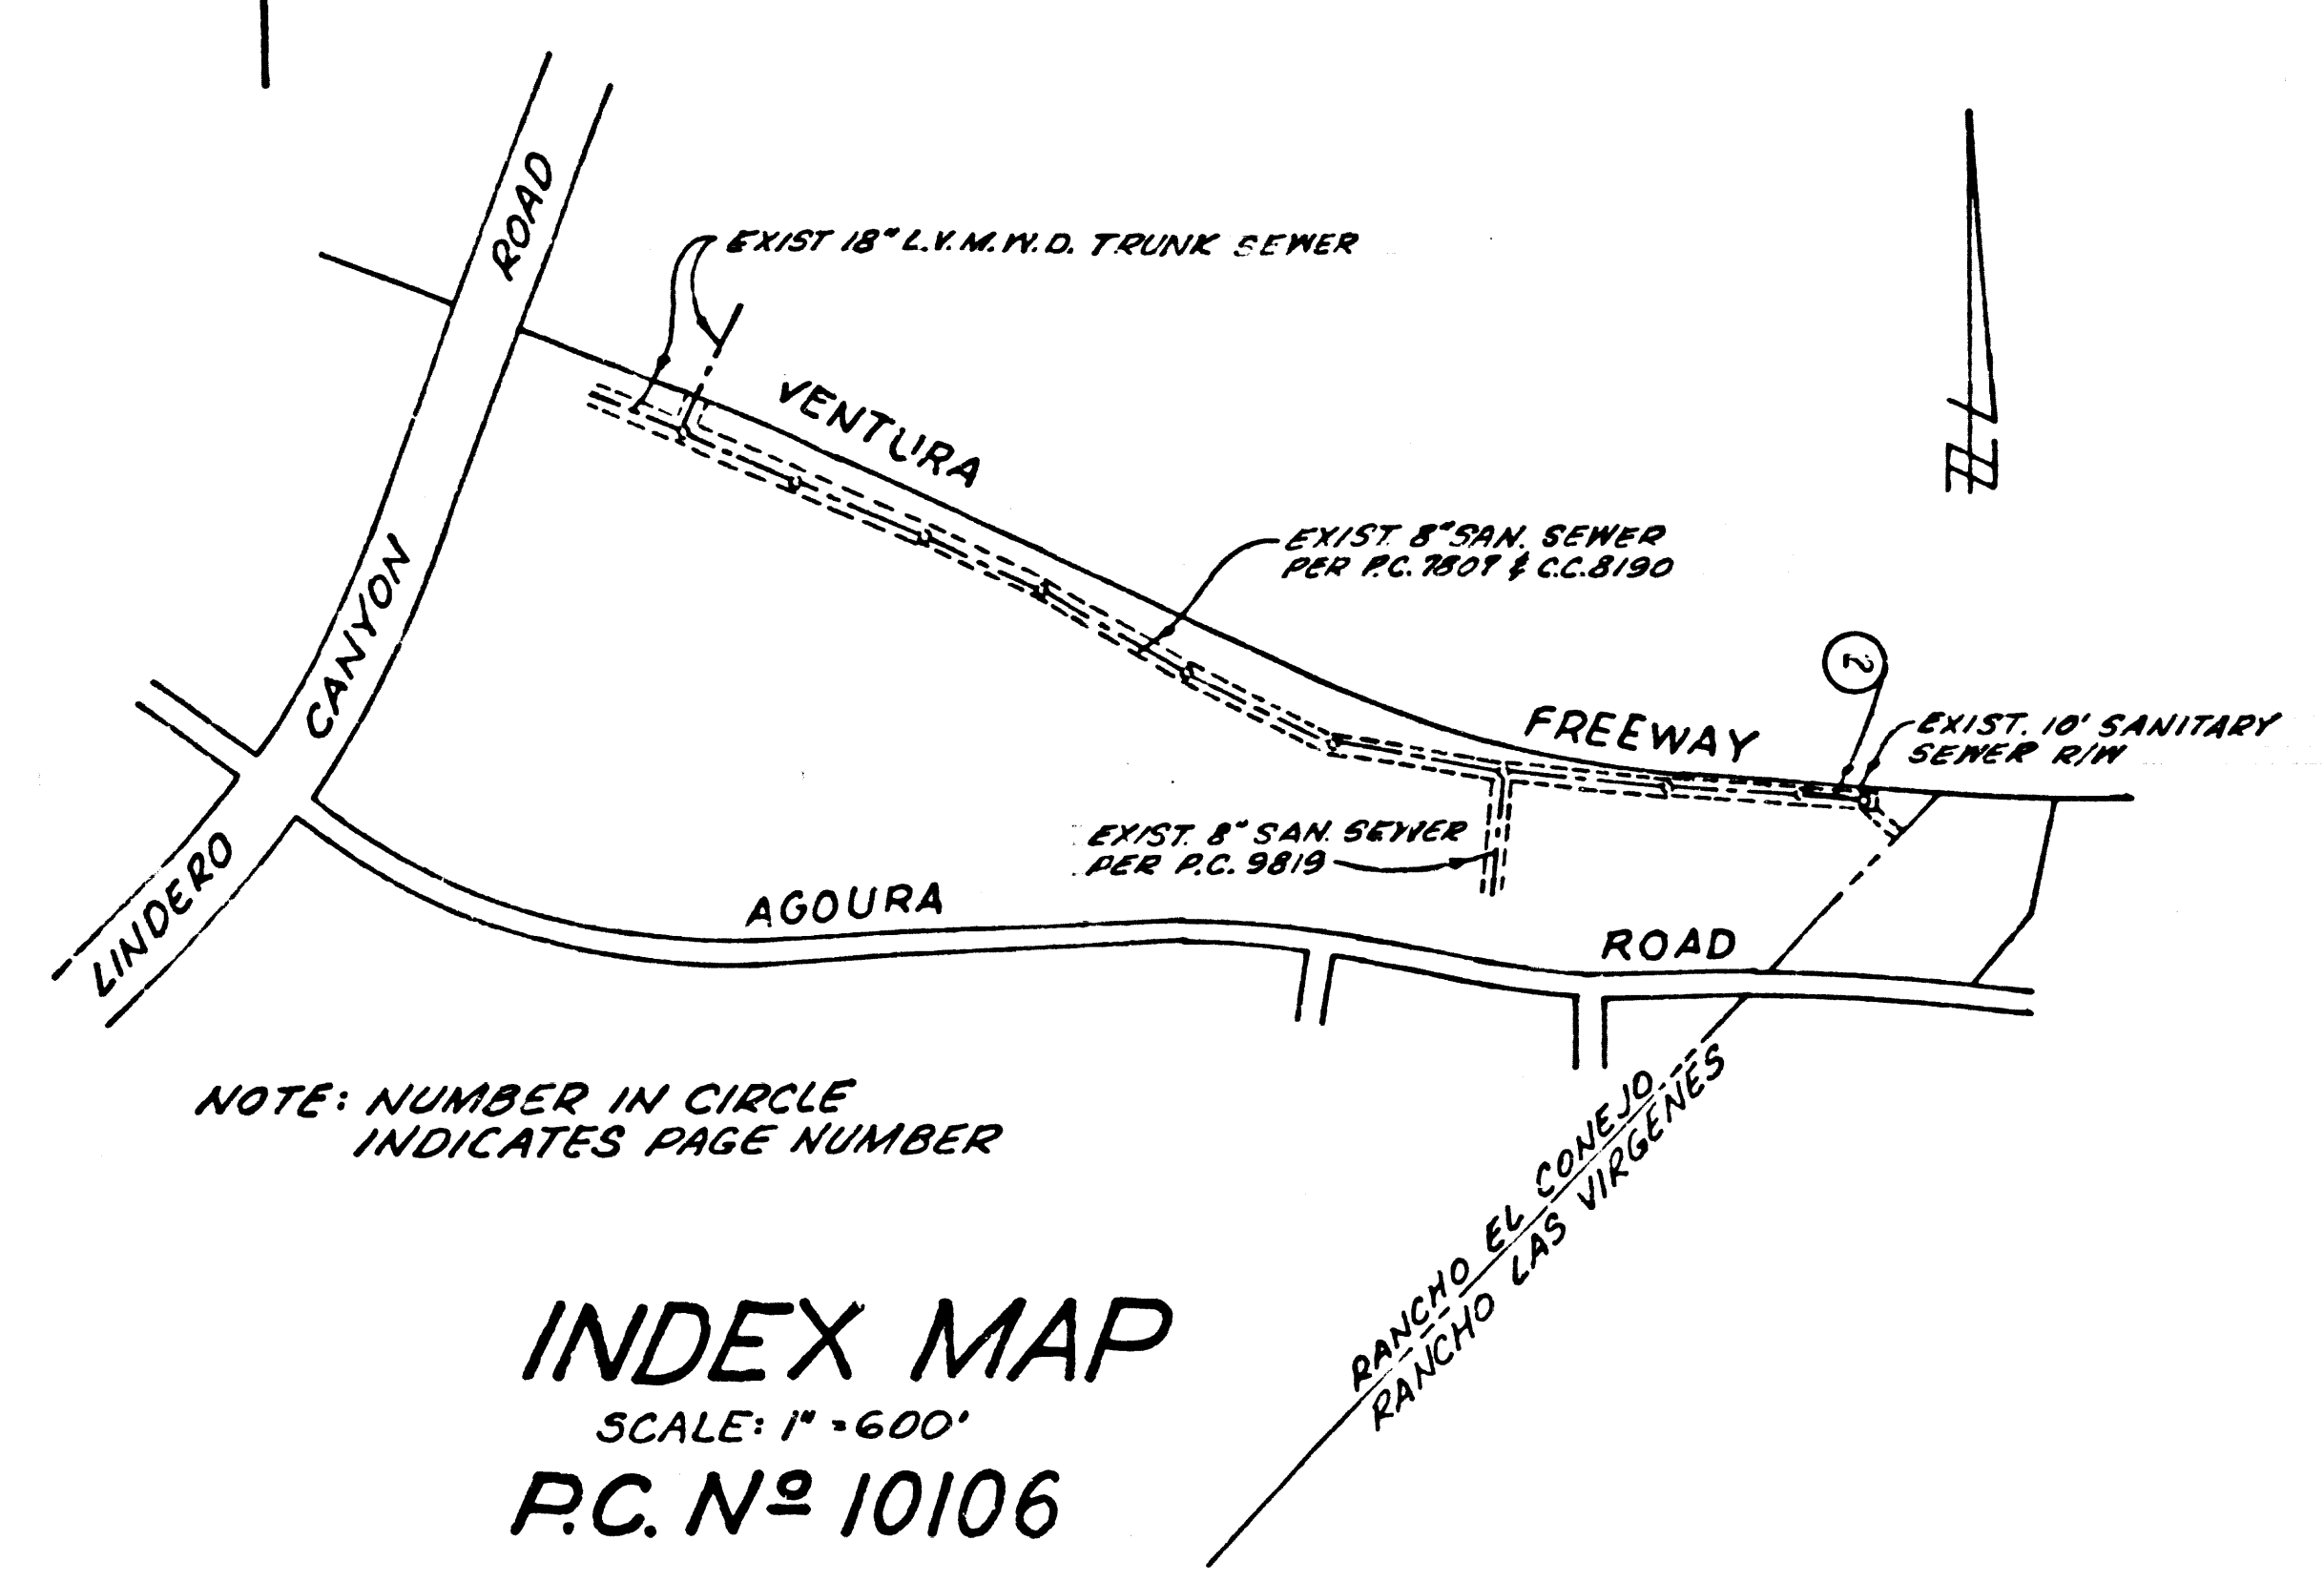 ROAD
EXIST 18" L.V.M.W.D. TRUNK SEWER
VENTURA
EXIST. 8" SAN. SEWER
PER P.C. 7807 & C.C. 8190
CANYON
2
FREEWAY
EXIST. 10' SANITARY
SEWER R/W
EXIST. 8" SAN. SEWER
PER P.C. 9819
LINDERO
AGOURA
ROAD
N
NOTE: NUMBER IN CIRCLE
INDICATES PAGE NUMBER
RANCHO EL CONEJO
RANCHO LAS VIRGENES
INDEX MAP
SCALE: 1" = 600'
P.C. Nº 10106